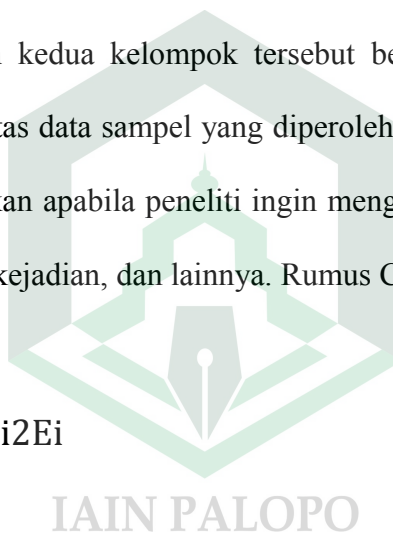 kedua kelompok tersebut be
tas data sampel yang diperoleh
kan apabila peneliti ingin meng
kejadian, dan lainnya. Rumus C
i2Ei
IAIN PALOPO